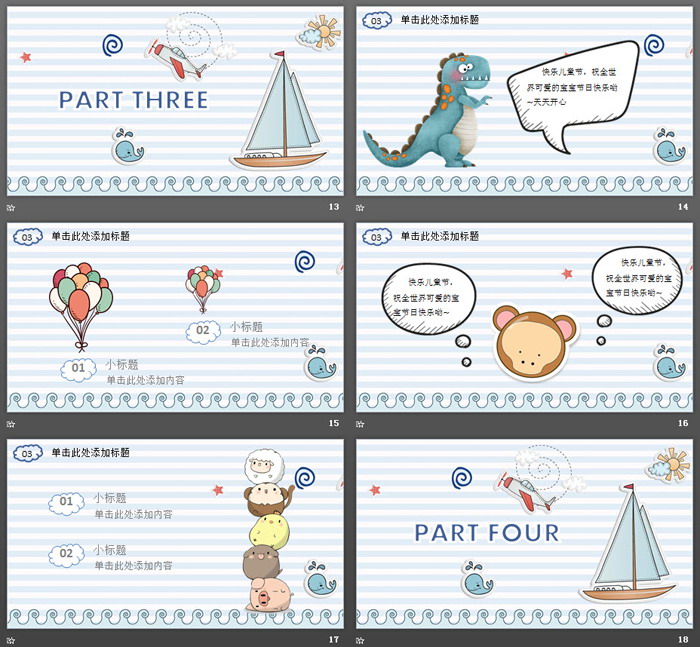 PART THREE
13
03 单击此处添加标题
快乐儿童节，祝全世
界可爱的宝宝节日快乐哟
~天天开心
14
03 单击此处添加标题
02 小标题
单击此处添加内容
01 小标题
单击此处添加内容
15
03 单击此处添加标题
快乐儿童节，
祝全世界可爱的宝
宝节日快乐哟~
快乐儿童节，
祝全世界可爱的宝
宝节日快乐哟~
16
03 单击此处添加标题
01 小标题
单击此处添加内容
02 小标题
单击此处添加内容
17
PART FOUR
18